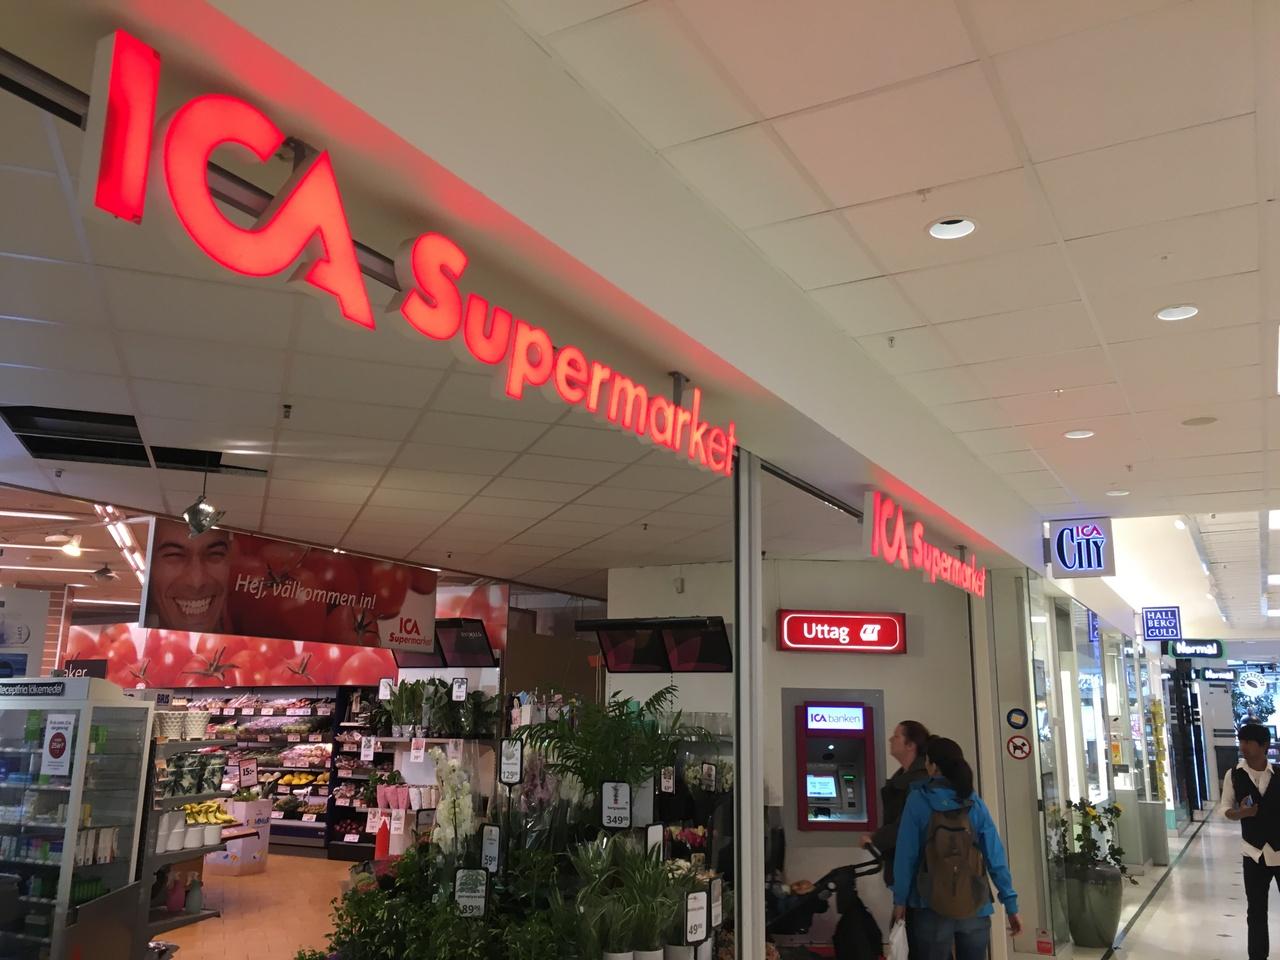 ICA Supermarket
ICA Supermarket
ICA
CITY
HALL
BERG
GULD
Normal
Normal
Hej, välkommen in!
ICA
Supermarket
Uttag
ICA banken
Receptfria läkemedel
15:-
129
349
59
89
49